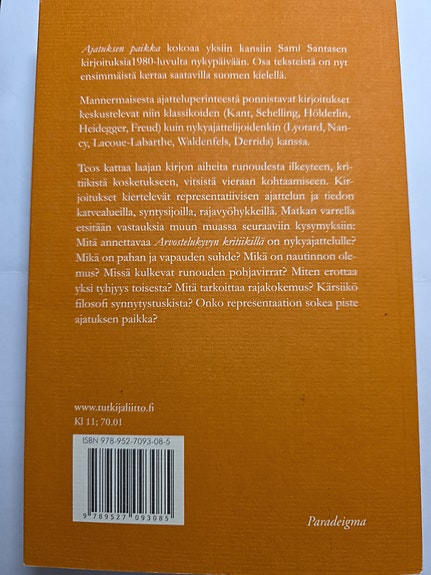 Ajatuksen paikka kokoaa yksiin kansiin Sami Santasen
kirjoituksia1980-luvulta nykypäivään. Osa teksteistä on nyt
ensimmäistä kertaa saatavilla suomen kielellä.
Mannermaisesta ajatteluperinteestä ponnistavat kirjoitukset
keskustelevat niin klassikoiden (Kant, Schelling, Hölderlin,
Heidegger, Freud) kuin nykyajattelijoidenkin (Lyotard, Nan-
cy, Lacoue-Labarthe, Waldenfels, Derrida) kanssa.
Teos kattaa laajan kirjon aiheita runoudesta ilkeyteen, kri-
tiikistä kosketukseen, vitsistä vieraan kohtaamiseen. Kir-
joitukset kiertelevät representatiivisen ajattelun ja tiedon
katvealueilla, syntysijoilla, rajavyöhykkeillä. Matkan varrella
etsitään vastauksia muun muassa seuraaviin kysymyksiin:
Mitä annettavaa Arvostelukyvyn kritiikillä on nykyajattelulle?
Mikä on pahan ja vapauden suhde? Mikä on nautinnon ole-
mus? Missä kulkevat runouden pohjavirrat? Miten erottaa
yksi tyhjyys toisesta? Mitä tarkoittaa rajakokemus? Kärsiikö
filosofi synnytystuskista? Onko representaation sokea piste
ajatuksen paikka?
www.tutkijaliitto.fi
Kl 11; 70.01
ISBN 978-952-7093-08-5
9 789527 093085
Paradeigma